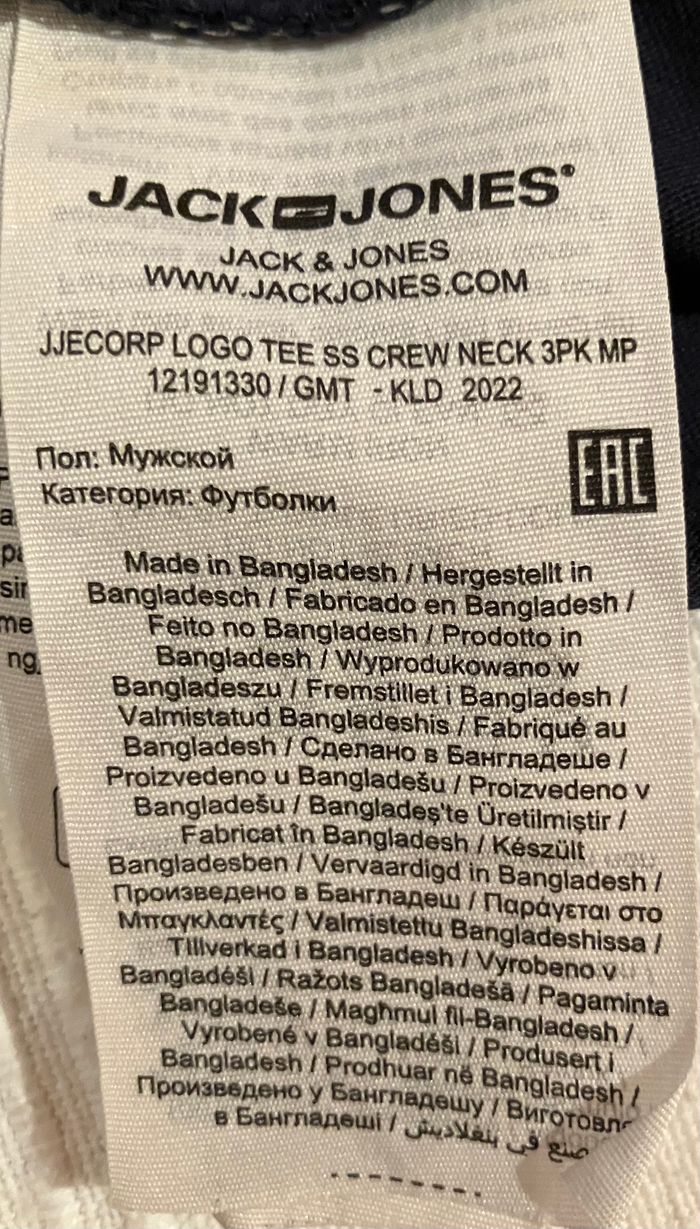 JACK JONES®
JACK & JONES
WWW.JACKJONES.COM
JJECORP LOGO TEE SS CREW NECK 3PK MP
12191330 / GMT - KLD 2022
Пол: Мужской
Категория: Футболки
EAC
Made in Bangladesh / Hergestellt in
Bangladesch / Fabricado en Bangladesh /
Feito no Bangladesh / Prodotto in
Bangladesh / Wyprodukowano w
Bangladeszu / Fremstillet i Bangladesh /
Valmistatud Bangladeshis / Fabriqué au
Bangladesh / Сделано в Бангладеше /
Proizvedeno u Bangladešu / Proizvedeno v
Bangladešu / Bangladeş'te Üretilmiştir /
Fabricat în Bangladesh / Készült
Bangladesben / Vervaardigd in Bangladesh /
Произведено в Бангладеш / Παράγεται στο
Μπαγκλαντές / Valmistettu Bangladeshissa /
Tillverkad i Bangladesh / Vyrobeno v
Bangladéši / Ražots Bangladešā / Pagaminta
Bangladeše / Magħmul fil-Bangladesh /
Vyrobené v Bangladéši / Produsert i
Bangladesh / Prodhuar në Bangladesh /
Произведено у Бангладешу /
в Бангладеші / صنع في بنغلاديش